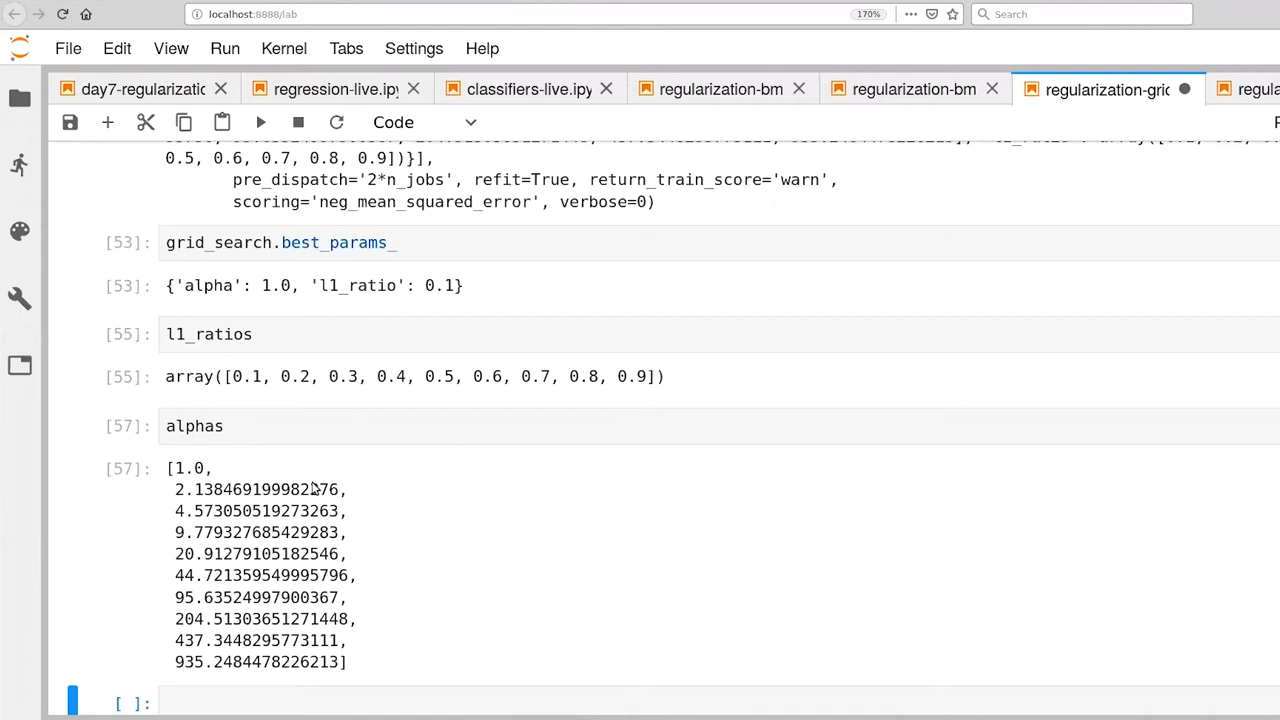 localhost:8888/lab
170%
Search
File Edit View Run Kernel Tabs Settings Help
day7-regularizatic
regression-live.ipy
classifiers-live.ipy
regularization-bm
regularization-bm
regularization-gric
regula
Code
0.5, 0.6, 0.7, 0.8, 0.9])}],
pre_dispatch='2*n_jobs', refit=True, return_train_score='warn',
scoring='neg_mean_squared_error', verbose=0)
[53]: grid_search.best_params_
[53]: {'alpha': 1.0, 'l1_ratio': 0.1}
[55]: l1_ratios
[55]: array([0.1, 0.2, 0.3, 0.4, 0.5, 0.6, 0.7, 0.8, 0.9])
[57]: alphas
[57]: [1.0,
4.573050519273263,
9.779327685429283,
20.91279105182546,
44.721359549995796,
95.63524997900367,
204.51303651271448,
437.3448295773111,
935.2484478226213]
[ ]: